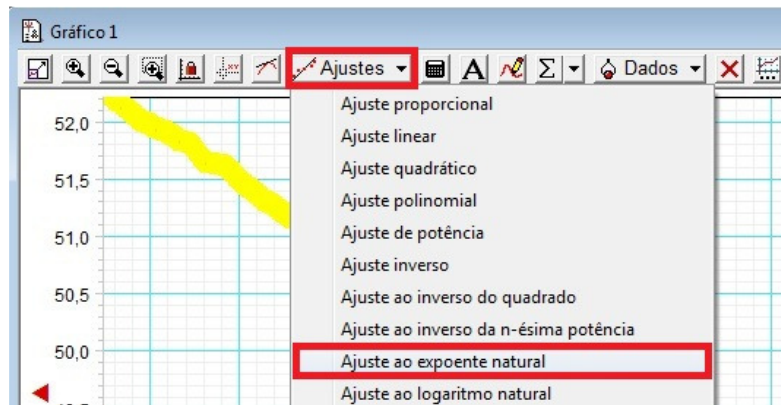 Gráfico 1
Ajustes A Σ Dados
Ajuste proporcional
Ajuste linear
Ajuste quadrático
Ajuste polinomial
Ajuste de potência
Ajuste inverso
Ajuste ao inverso do quadrado
Ajuste ao inverso da n-ésima potência
Ajuste ao expoente natural
Ajuste ao logaritmo natural
52,0
51,5
51,0
50,5
50,0